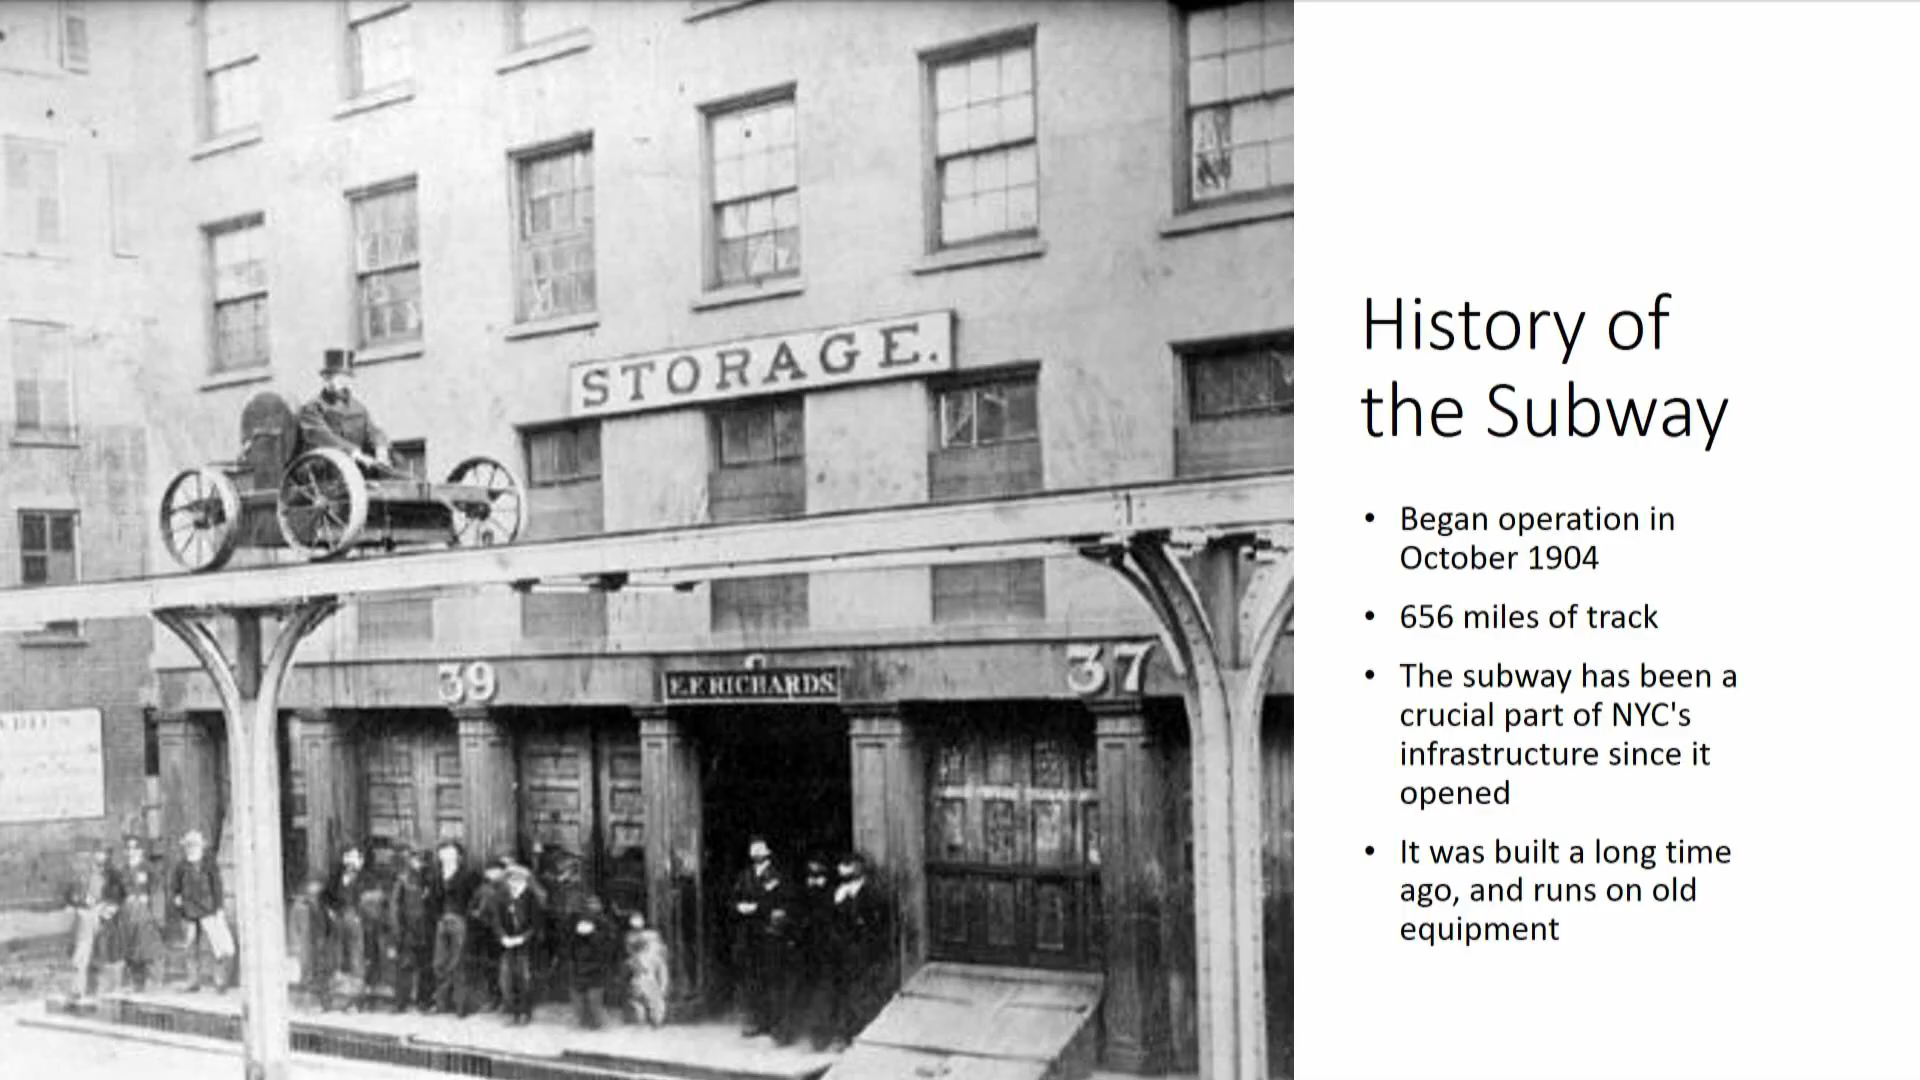 STORAGE.
39
F.F. RICHARDS.
37
History of
the Subway
• Began operation in
October 1904
• 656 miles of track
• The subway has been a
crucial part of NYC's
infrastructure since it
opened
• It was built a long time
ago, and runs on old
equipment